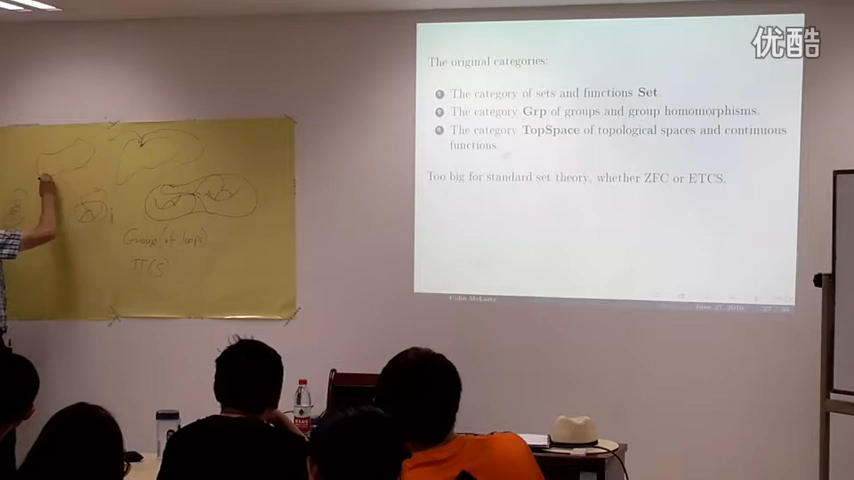 优酷
The original categories:
The category of sets and functions Set.
The category Grp of groups and group homomorphisms.
The category TopSpace of topological spaces and continuous
functions.
Too big for standard set theory, whether ZFC or ETCS.
Colin McLarty
Group (of loops)
π(S)